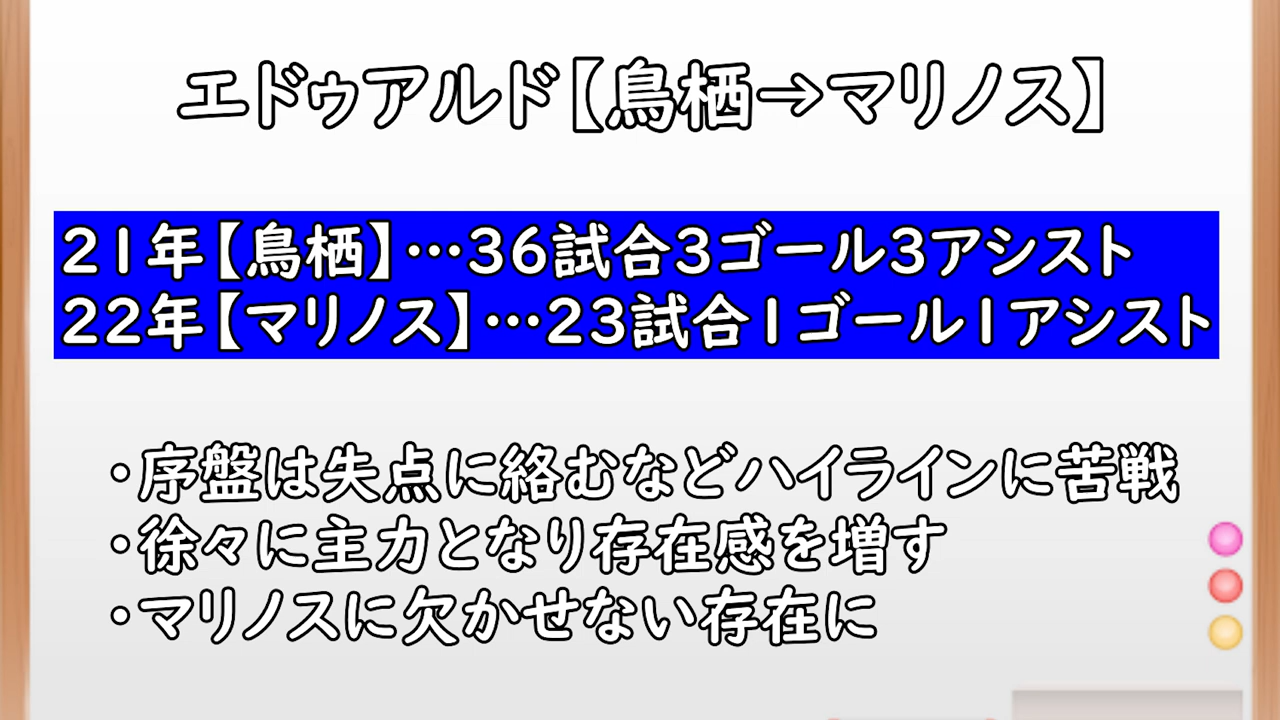 エドゥアルド【鳥栖→マリノス】
21年【鳥栖】…36試合3ゴール3アシスト
22年【マリノス】…23試合1ゴール1アシスト
・序盤は失点に絡むなどハイラインに苦戦
・徐々に主力となり存在感を増す
・マリノスに欠かせない存在に